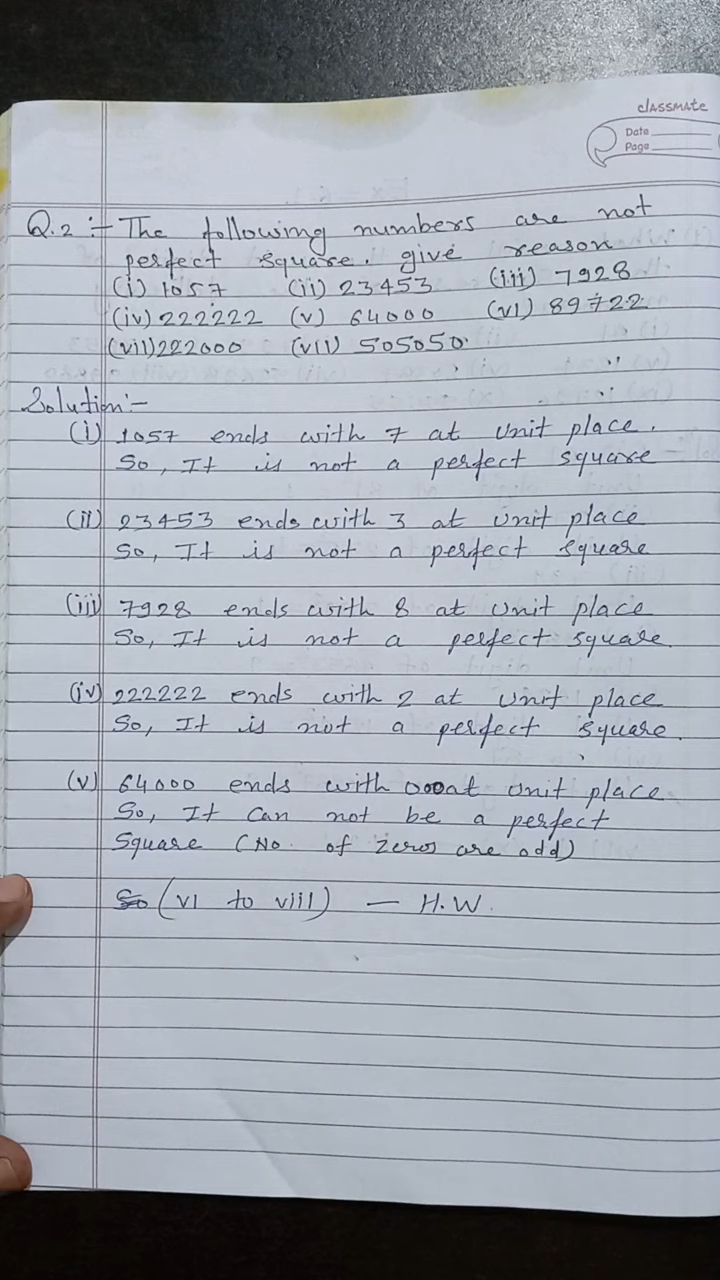 classmate
Date
Page
Q.2 :- The following numbers are not
perfect square. give reason
(i) 1057 (ii) 23453 (iii) 7928
(iv) 222222 (v) 64000 (vi) 89722
(vii) 222000 (vii) 505050.
Solution:-
(i) 1057 ends with 7 at unit place.
So, It is not a perfect square
(ii) 23453 ends with 3 at unit place
So, It is not a perfect square
(iii) 7928 ends with 8 at unit place
So, It is not a perfect square.
(iv) 222222 ends with 2 at unit place
So, It is not a perfect square.
(v) 64000 ends with 000 at unit place
So, It can not be a perfect
square (No. of zeros are odd)
So (vi to viii) — H.W.